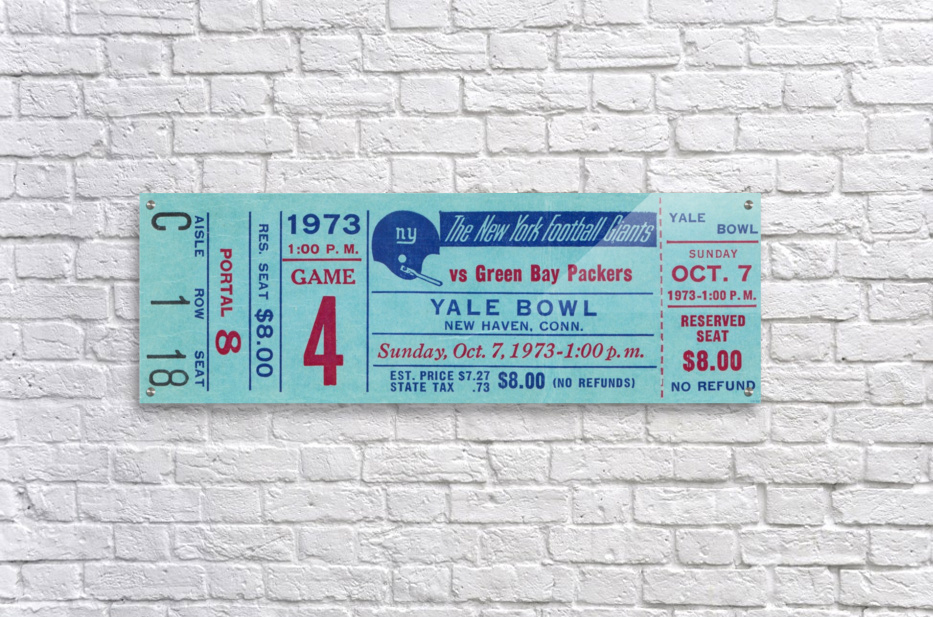 C 1 18
AISLE ROW SEAT
PORTAL 8
RES. SEAT $8.00
1973
1:00 P. M.
GAME
4
ny
The New York Football Giants
vs Green Bay Packers
YALE BOWL
NEW HAVEN, CONN.
Sunday, Oct. 7, 1973-1:00 p.m.
EST. PRICE $7.27
STATE TAX .73
$8.00 (NO REFUNDS)
YALE
BOWL
SUNDAY
OCT. 7
1973-1:00 P. M.
RESERVED
SEAT
$8.00
NO REFUND